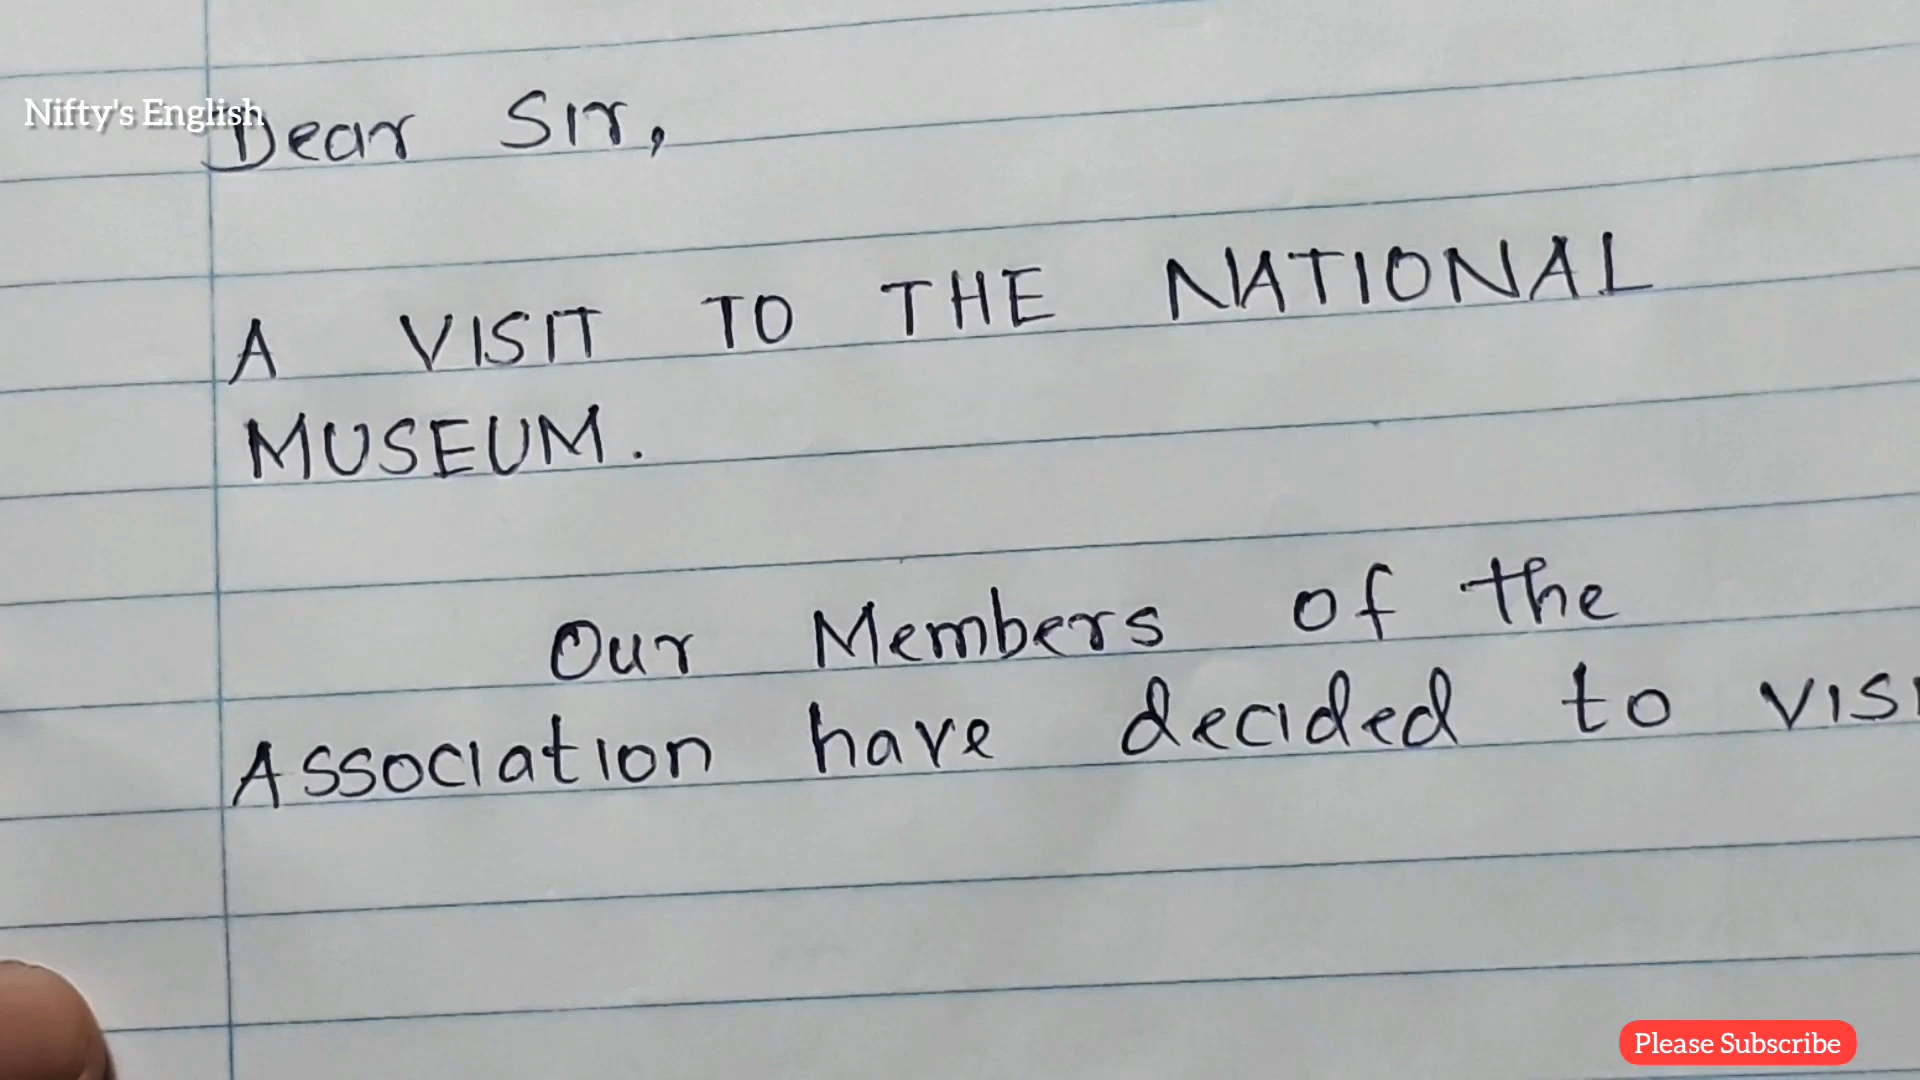 Nifty's English
Dear Sir,
A VISIT TO THE NATIONAL
MUSEUM.
Our Members of the
Association have decided to
Please Subscribe